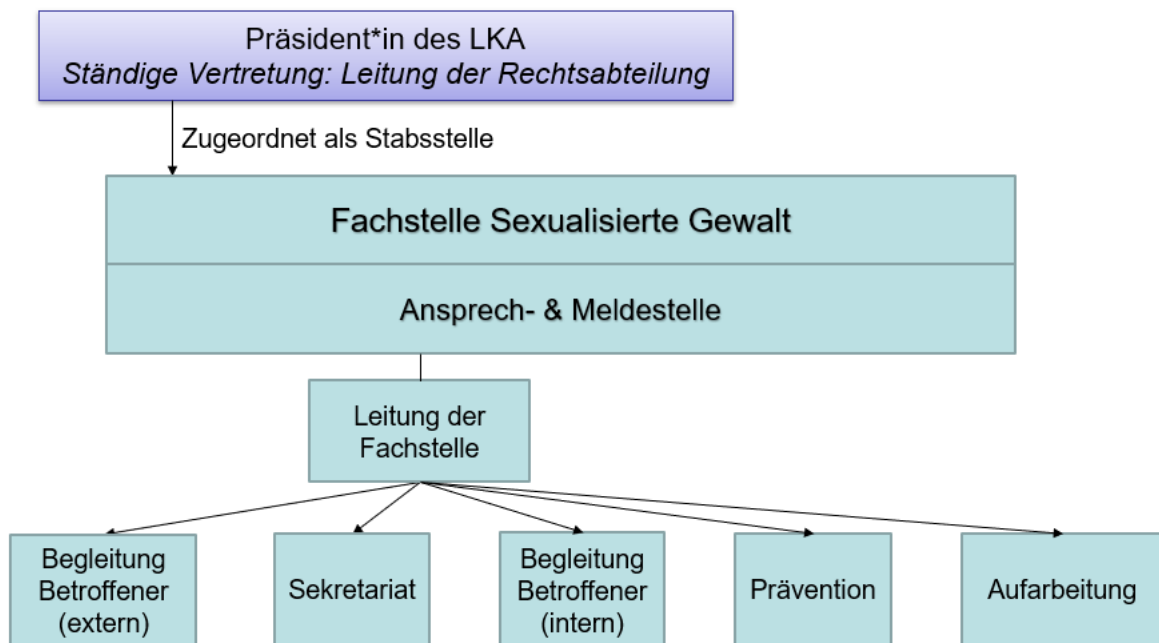 Präsident*in des LKA
Ständige Vertretung: Leitung der Rechtsabteilung
Zugeordnet als Stabsstelle
Fachstelle Sexualisierte Gewalt
Ansprech- & Meldestelle
Leitung der
Fachstelle
Begleitung
Betroffener
(extern)
Sekretariat
Begleitung
Betroffener
(intern)
Prävention
Aufarbeitung